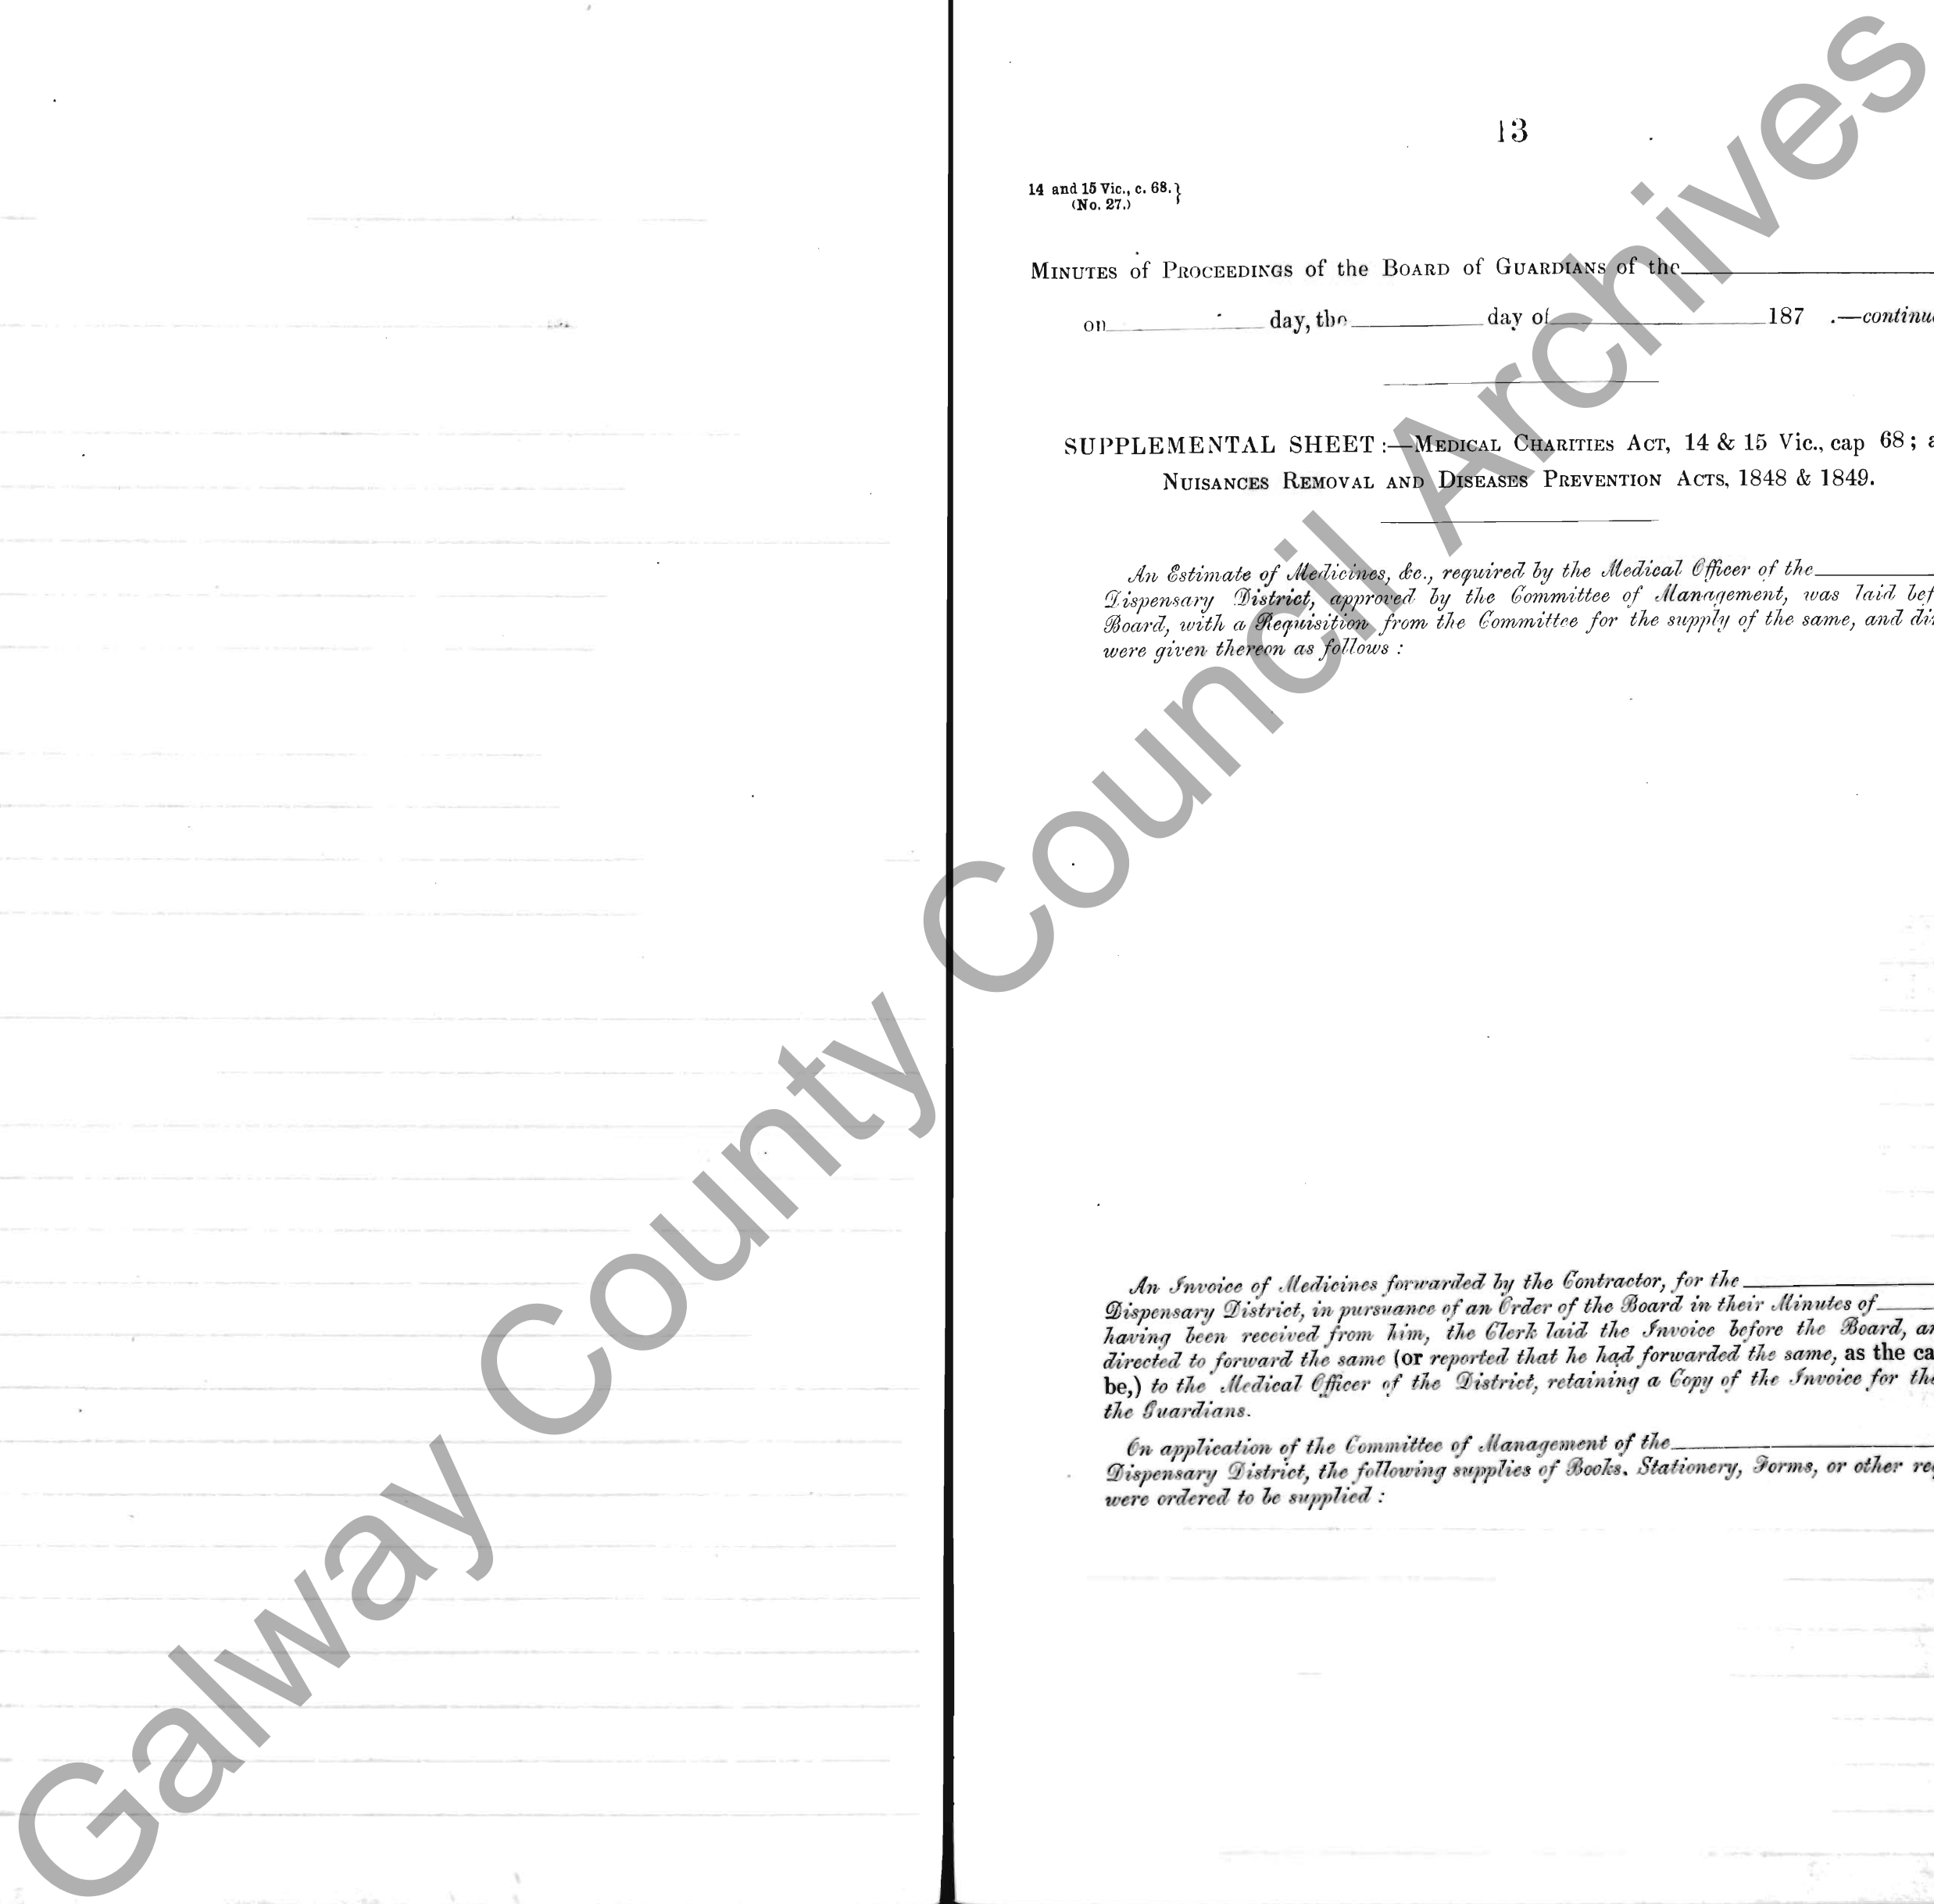 13
14 and 15 Vic., c. 68.}
(No. 27.)
MINUTES of PROCEEDINGS of the BOARD of GUARDIANS of the
on day, the day of 187 .—continu
SUPPLEMENTAL SHEET:—MEDICAL CHARITIES ACT, 14 & 15 Vic., cap 68; a
NUISANCES REMOVAL AND DISEASES PREVENTION ACTS, 1848 & 1849.
An Estimate of Medicines, &c., required by the Medical Officer of the
Dispensary District, approved by the Committee of Management, was laid bef
Board, with a Requisition from the Committee for the supply of the same, and di
were given thereon as follows :
An Invoice of Medicines forwarded by the Contractor, for the
Dispensary District, in pursuance of an Order of the Board in their Minutes of
having been received from him, the Clerk laid the Invoice before the Board, a
directed to forward the same (or reported that he had forwarded the same, as the ca
be,) to the Medical Officer of the District, retaining a Copy of the Invoice for the
the Guardians.
On application of the Committee of Management of the
Dispensary District, the following supplies of Books, Stationery, Forms, or other re
were ordered to be supplied :
Galway County Council Archives